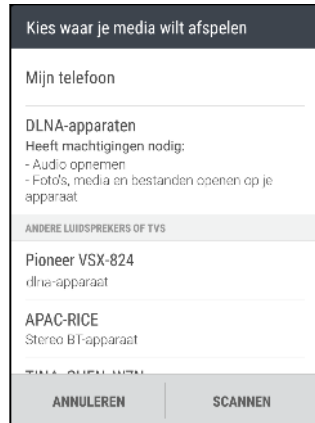 Kies waar je media wilt afspelen
Mijn telefoon
DLNA-apparaten
Heeft machtigingen nodig:
- Audio opnemen
- Foto's, media en bestanden openen op je
apparaat
ANDERE LUIDSPREKERS OF TVS
Pioneer VSX-824
dlna-apparaat
APAC-RICE
Stereo BT-apparaat
ANNULEREN
SCANNEN